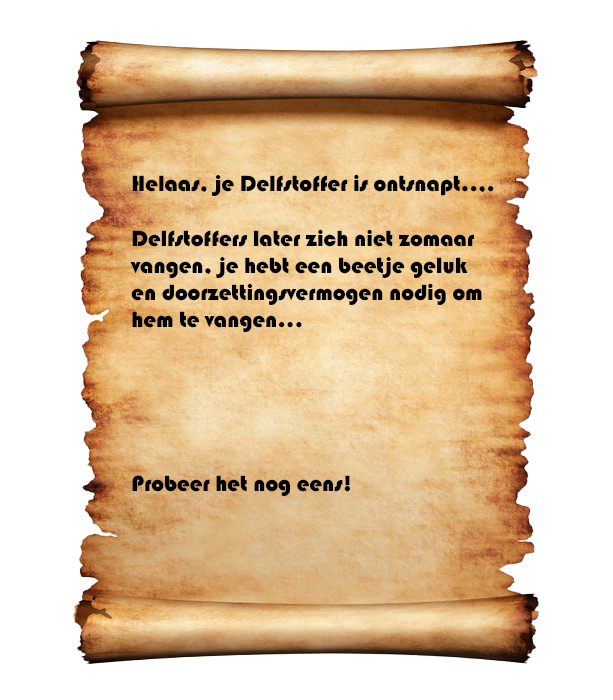 Helaas, je Delfstoffer is ontsnapt....
Delfstoffers later zich niet zomaar
vangen, je hebt een beetje geluk
en doorzettingsvermogen nodig om
hem te vangen...
Probeer het nog eens!